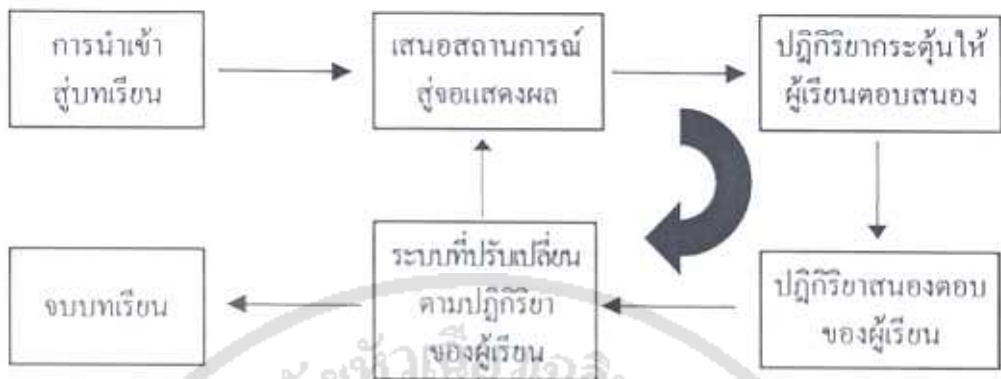 การนำเข้า
สู่บทเรียน
เสนอสถานการณ์
สู่จอแสดงผล
ปฏิกิริยากระตุ้นให้
ผู้เรียนตอบสนอง
จบบทเรียน
ระบบที่ปรับเปลี่ยน
ตามปฏิกิริยา
ของผู้เรียน
ปฏิกิริยาสนองตอบ
ของผู้เรียน